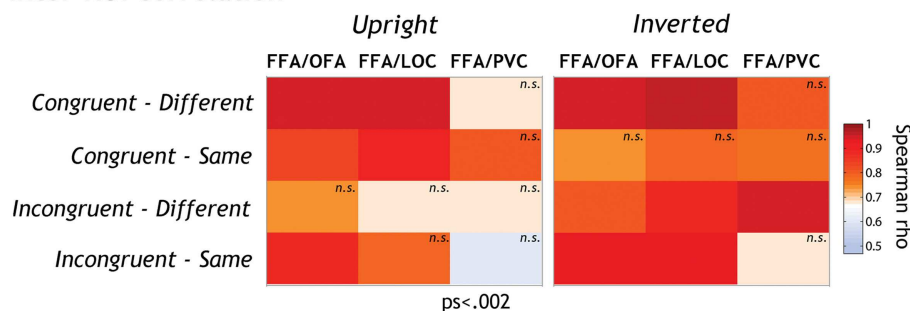 Upright Inverted
FFA/OFA FFA/LOC FFA/PVC FFA/OFA FFA/LOC FFA/PVC
Congruent - Different n.s. n.s.
Congruent - Same n.s. n.s. n.s. n.s.
Incongruent - Different n.s. n.s. n.s.
Incongruent - Same n.s. n.s. n.s.
1
0.9
0.8
0.7
0.6
0.5
Spearman rho
ps<.002